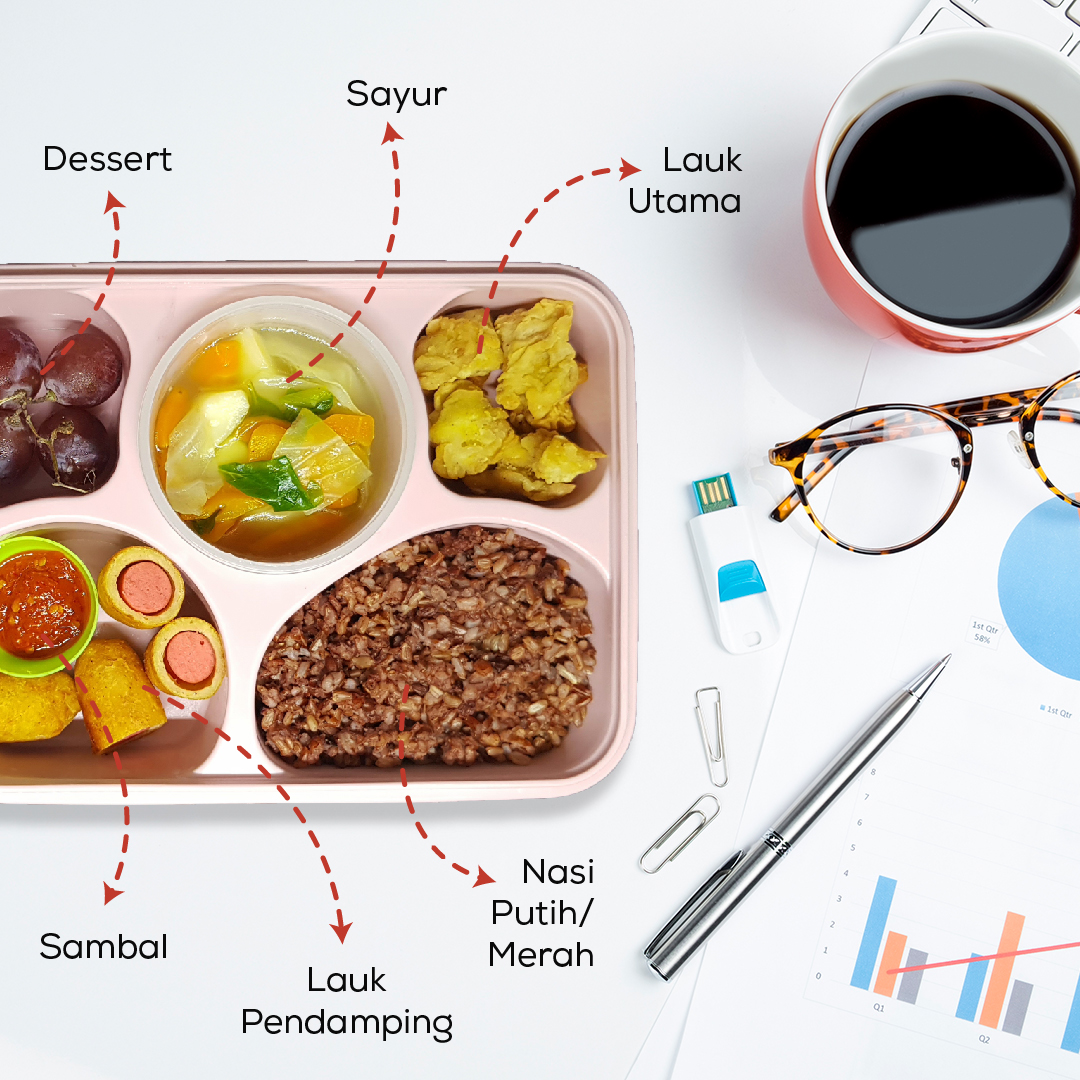 Sayur
Dessert
Lauk
Utama
1st Qtr
58%
1st Qtr
8
7
6
5
4
3
2
1
0
Q1
Q2
Nasi
Putih/
Merah
Sambal
Lauk
Pendamping